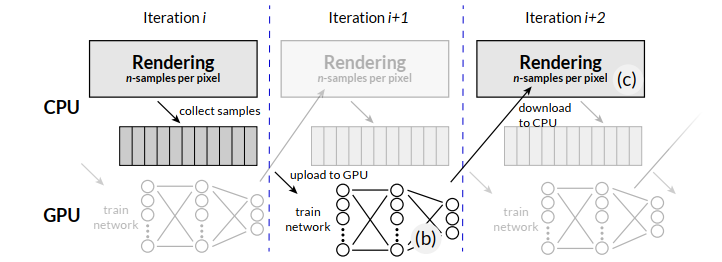 Iteration i
Iteration i+1
Iteration i+2
CPU
Rendering
n-samples per pixel
Rendering
n-samples per pixel
Rendering
n-samples per pixel
(c)
collect samples
download
to CPU
upload to GPU
GPU
train
network
train
network
(b)
train
network